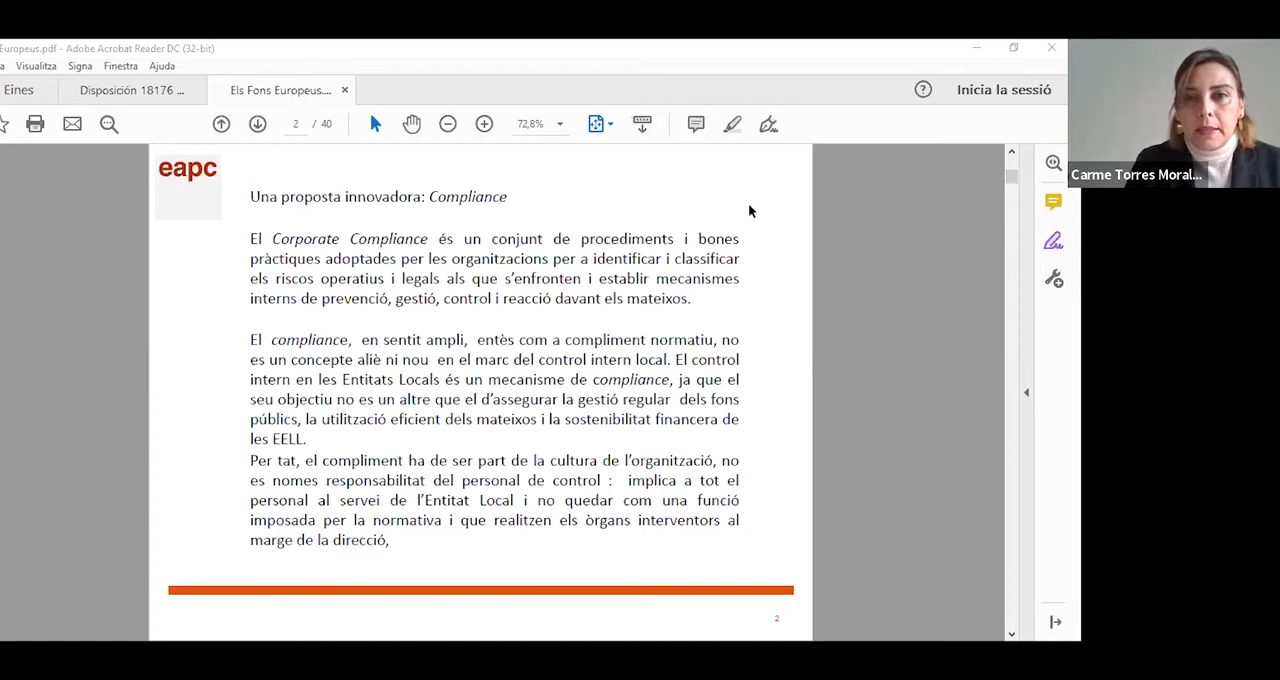 Europeus.pdf - Adobe Acrobat Reader DC (32-bit)
a Visualitza Signa Finestra Ajuda
Eines Disposición 18176 ... Els Fons Europeus.... × ? Inicia la sessió
2 / 40 72,8%
eapc
Una proposta innovadora: Compliance
El Corporate Compliance és un conjunt de procediments i bones
pràctiques adoptades per les organitzacions per a identificar i classificar
els riscos operatius i legals als que s’enfronten i establir mecanismes
interns de prevenció, gestió, control i reacció davant els mateixos.
El compliance, en sentit ampli, entès com a compliment normatiu, no
es un concepte aliè ni nou en el marc del control intern local. El control
intern en les Entitats Locals és un mecanisme de compliance, ja que el
seu objectiu no es un altre que el d’assegurar la gestió regular dels fons
públics, la utilització eficient dels mateixos i la sostenibilitat financera de
les EELL.
Per tat, el compliment ha de ser part de la cultura de l’organització, no
es nomes responsabilitat del personal de control : implica a tot el
personal al servei de l’Entitat Local i no quedar com una funció
imposada per la normativa i que realitzen els òrgans interventors al
marge de la direcció,
2
Carme Torres Moral...